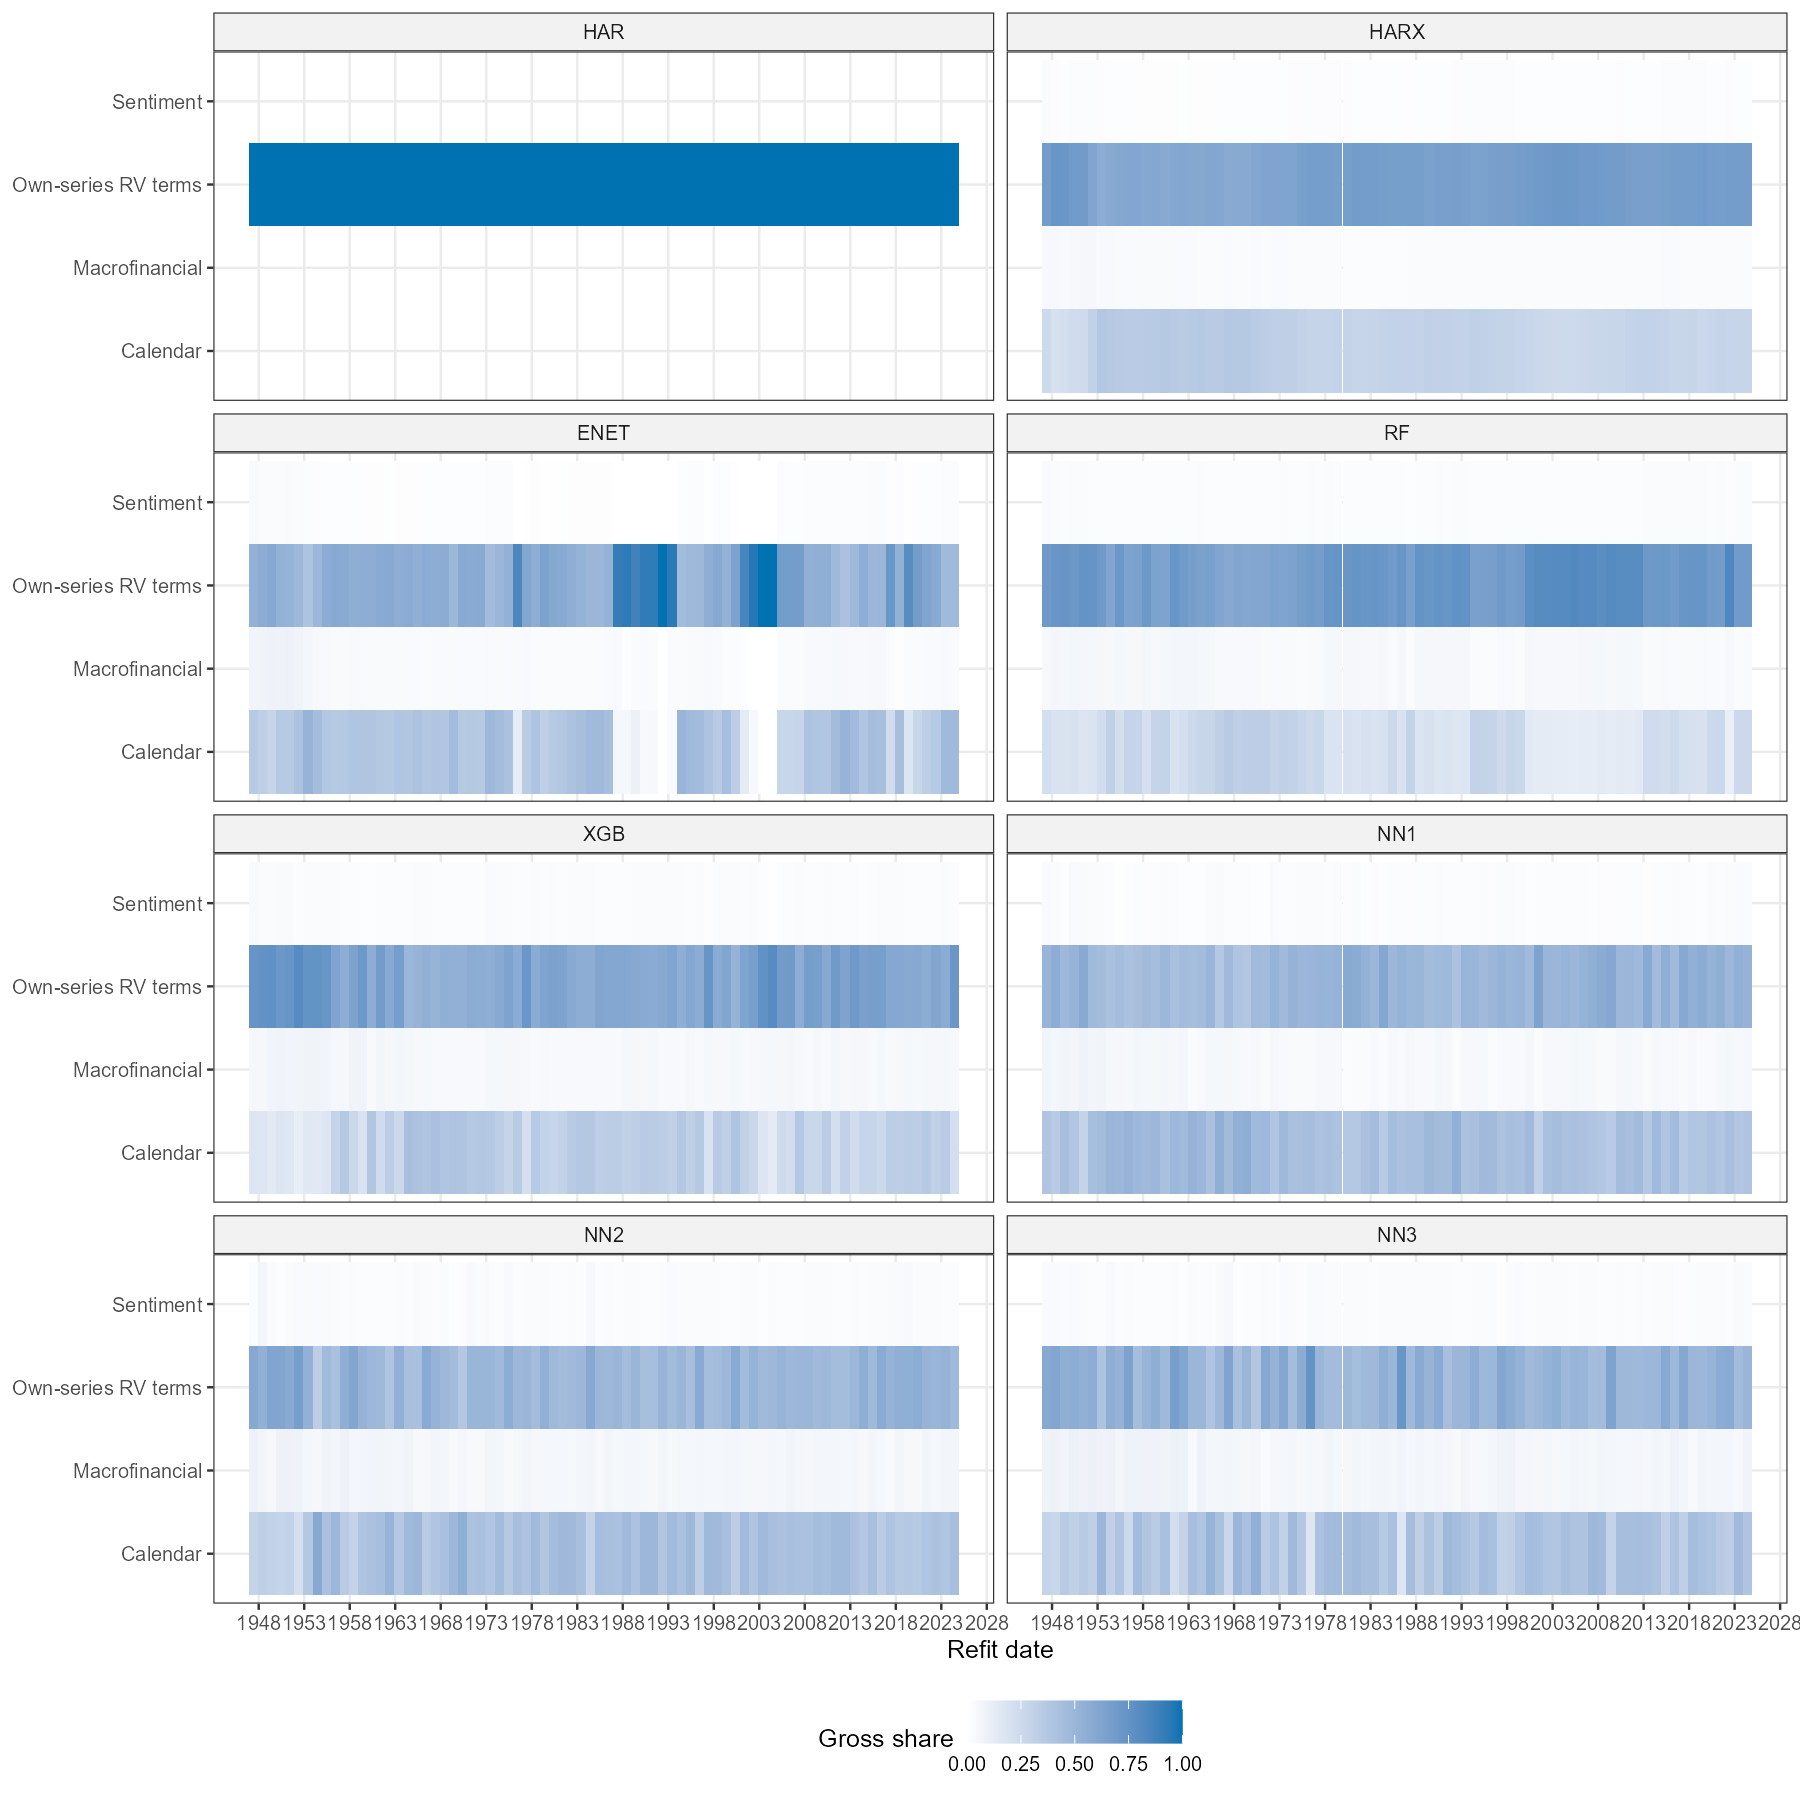 HAR
HARX
Sentiment
Own-series RV terms
Macrofinancial
Calendar
ENET
RF
Sentiment
Own-series RV terms
Macrofinancial
Calendar
XGB
NN1
Sentiment
Own-series RV terms
Macrofinancial
Calendar
NN2
NN3
Sentiment
Own-series RV terms
Macrofinancial
Calendar
1948 1953 1958 1963 1968 1973 1978 1983 1988 1993 1998 2003 2008 2013 2018 2023 2028
1948 1953 1958 1963 1968 1973 1978 1983 1988 1993 1998 2003 2008 2013 2018 2023 2028
Refit date
Gross share
0.00 0.25 0.50 0.75 1.00